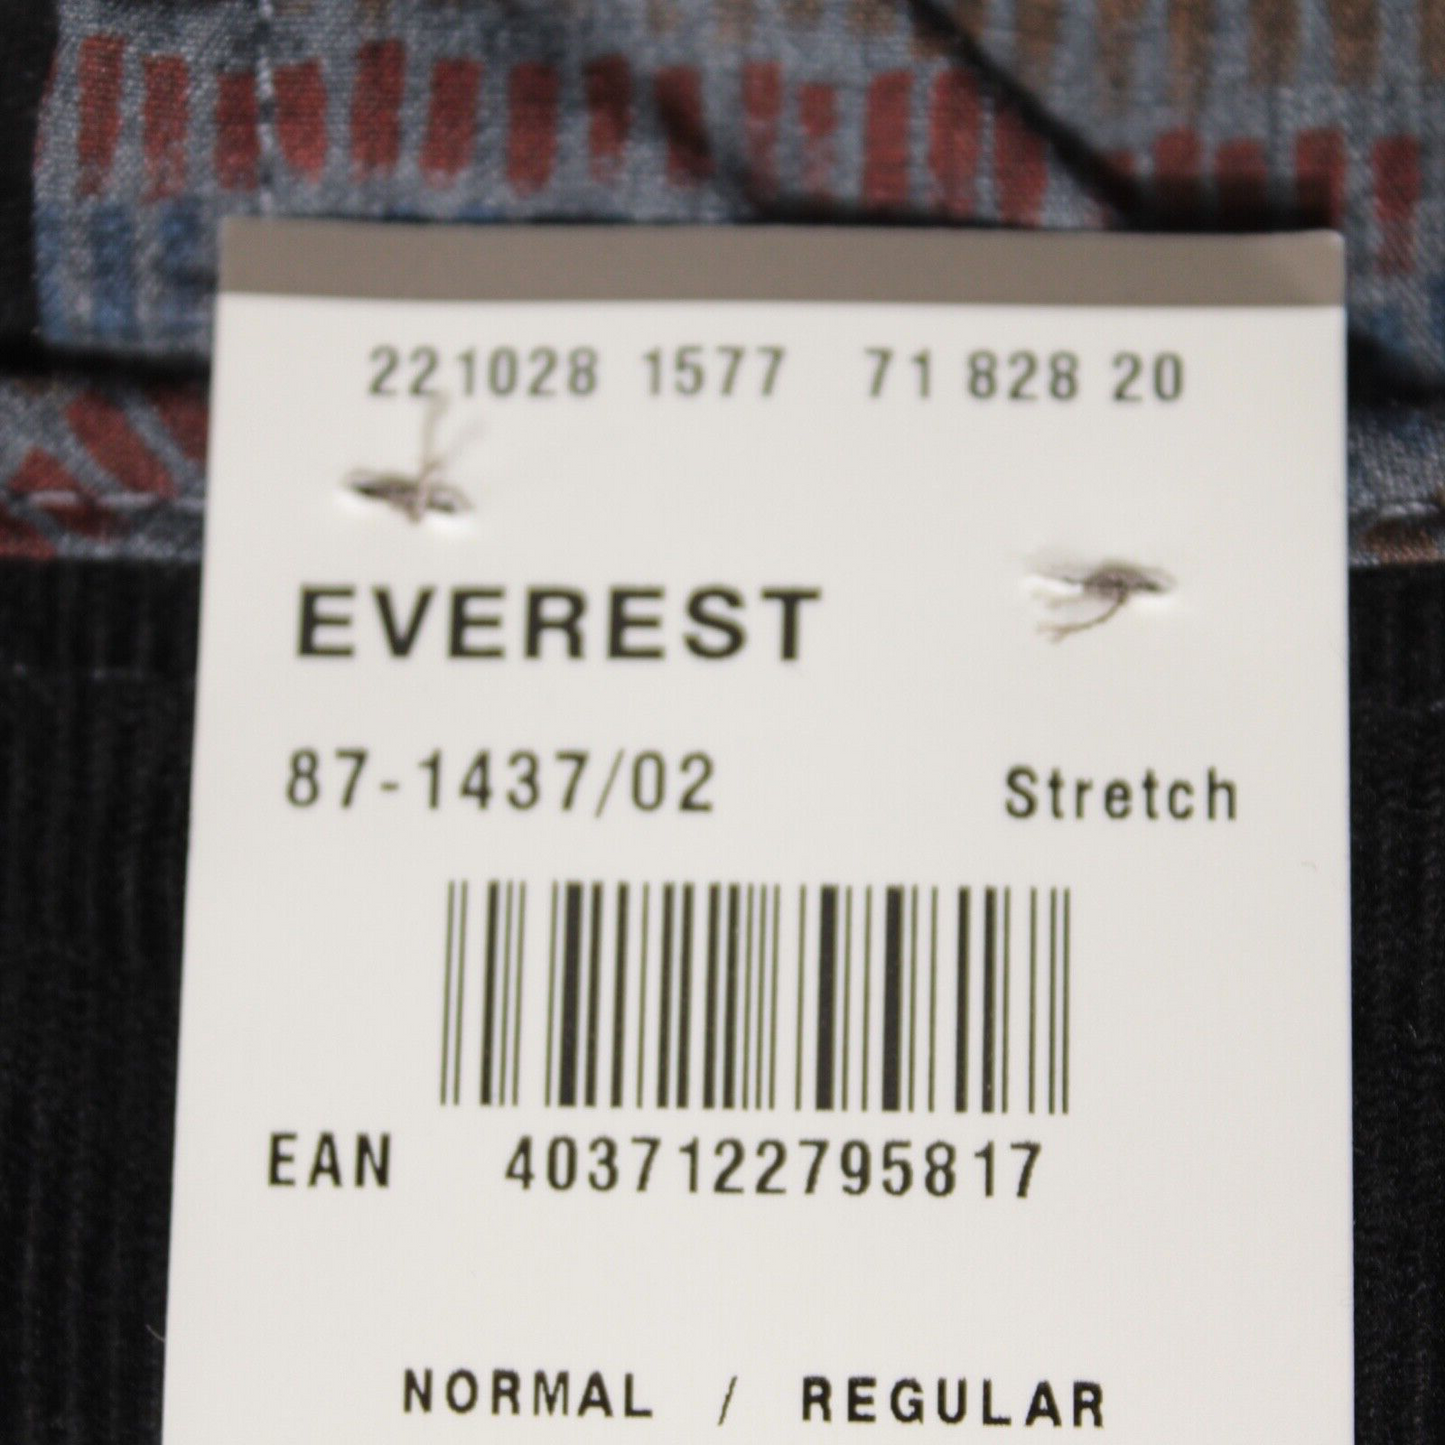 221028 1577 71 828 20
EVEREST
87-1437/02 Stretch
EAN 4037122795817
NORMAL / REGULAR